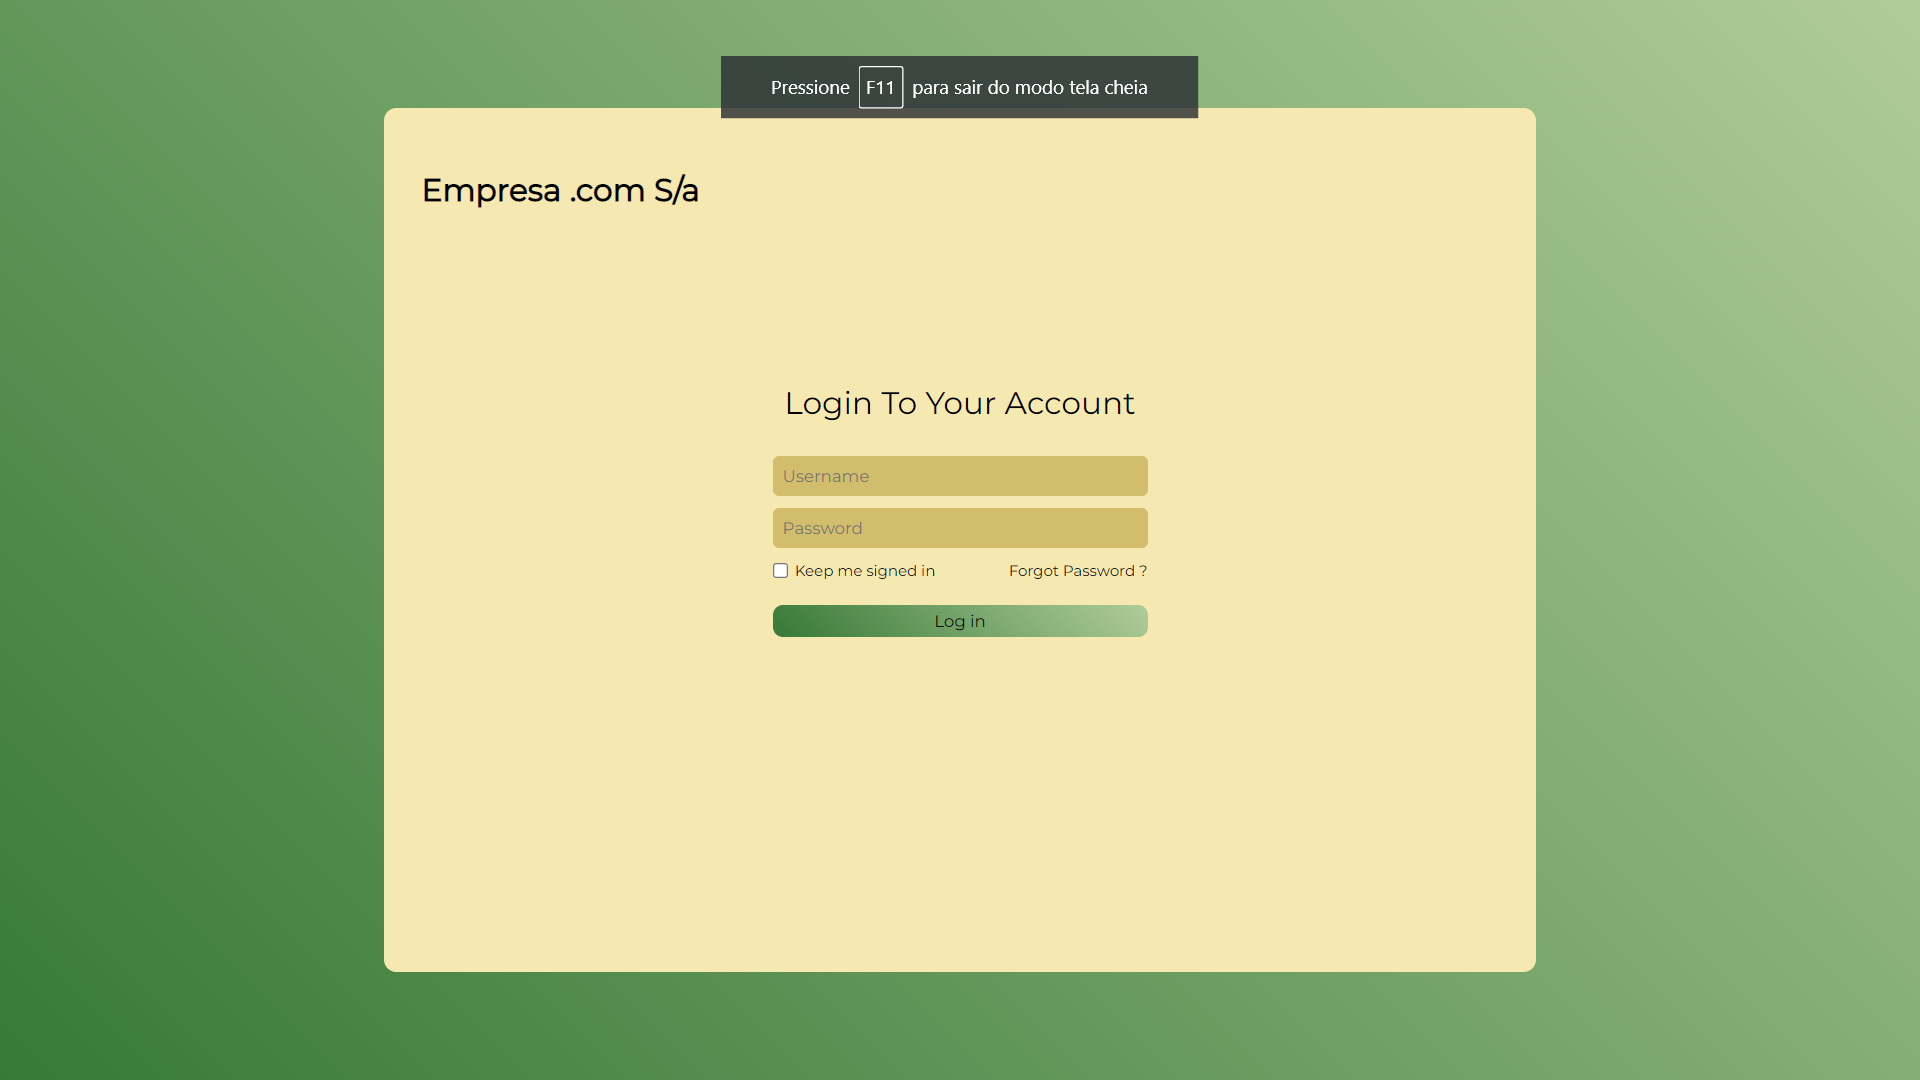 Pressione F11 para sair do modo tela cheia
Empresa .com S/a
Login To Your Account
Username
Password
Keep me signed in Forgot Password ?
Log in